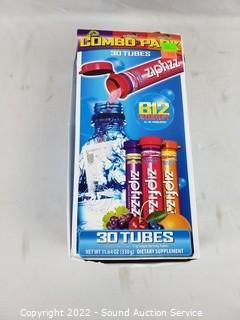 COMBO PACK
30 TUBES
zipfizz
B12
zipfizz
zipfizz
zipfizz
30 TUBES
NET WT 11.64 OZ (330 g) DIETARY SUPPLEMENT
Copyright © 2022 - Sound Auction Service